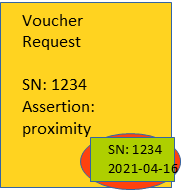 Voucher
Request
SN: 1234
Assertion:
proximity
SN: 1234
2021-04-16